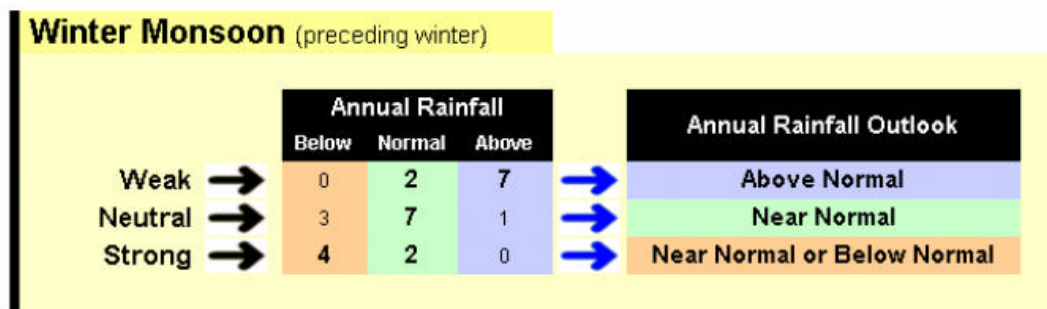 Winter Monsoon (preceding winter)
Annual Rainfall
Annual Rainfall Outlook
Below Normal Above
Weak 0 2 7 Above Normal
Neutral 3 7 1 Near Normal
Strong 4 2 0 Near Normal or Below Normal